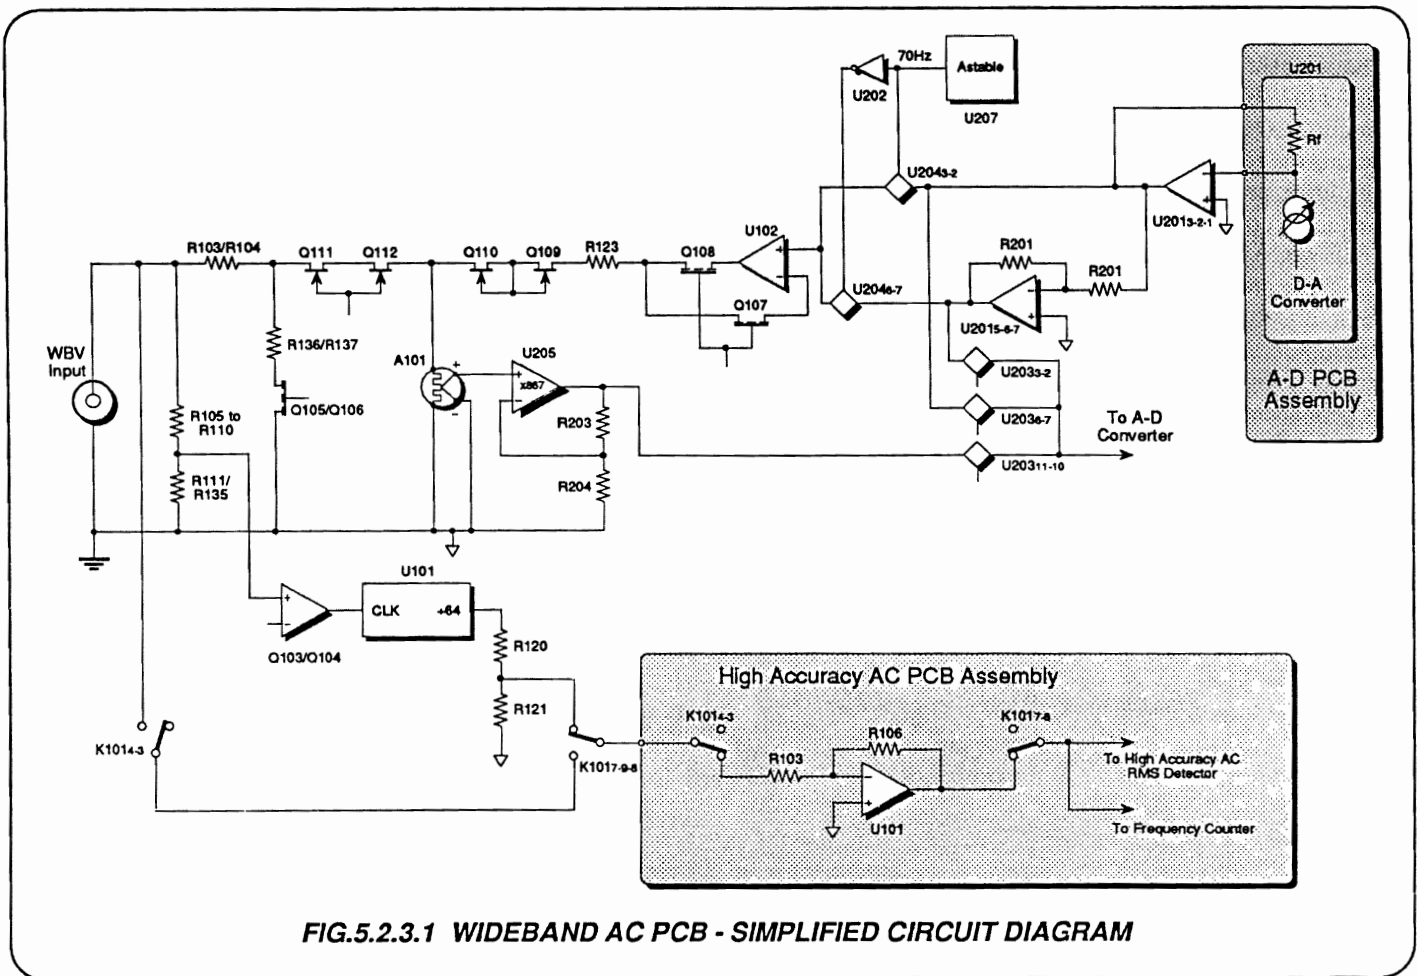 70Hz
Astable
U202
U207
U201
Rf
U2043-2
U2013-2-1
D-A
Converter
A-D PCB
Assembly
R103/R104
Q111
Q112
Q110
Q109
R123
Q108
U102
Q107
U2046-7
R201
R201
U2015-6-7
R136/R137
Q105/Q106
WBV
Input
A101
+
-
U205
x867
R105 to
R110
R203
R111/
R135
R204
U2033-2
U2036-7
U20311-10
To A-D
Converter
U101
CLK
÷64
Q103/Q104
R120
R121
K1014-3
K1017-9-8
High Accuracy AC PCB Assembly
K1014-3
K1017-8
R106
R103
U101
To High Accuracy AC
RMS Detector
To Frequency Counter
FIG.5.2.3.1 WIDEBAND AC PCB - SIMPLIFIED CIRCUIT DIAGRAM